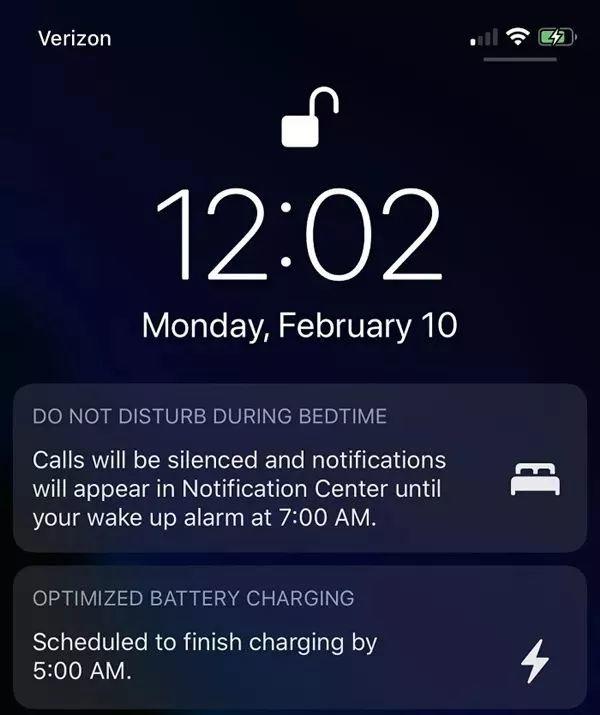 Verizon
12:02
Monday, February 10
DO NOT DISTURB DURING BEDTIME
Calls will be silenced and notifications
will appear in Notification Center until
your wake up alarm at 7:00 AM.
OPTIMIZED BATTERY CHARGING
Scheduled to finish charging by
5:00 AM.